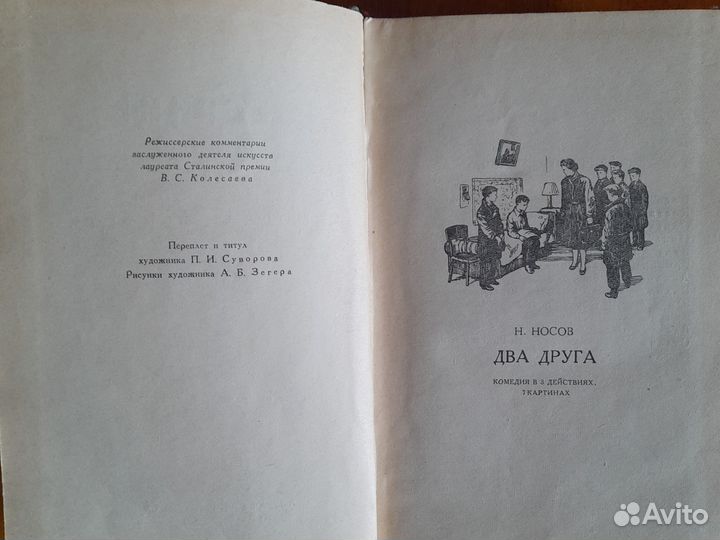 Режиссерские комментарии
заслуженного деятеля искусств
лауреата Сталинской премии
В. С. Колесаева
Переплет и титул
художника П. И. Суворова
Рисунки художника А. Б. Зегера
Н. НОСОВ
ДВА ДРУГА
КОМЕДИЯ В 3 ДЕЙСТВИЯХ,
7 КАРТИНАХ
Avito